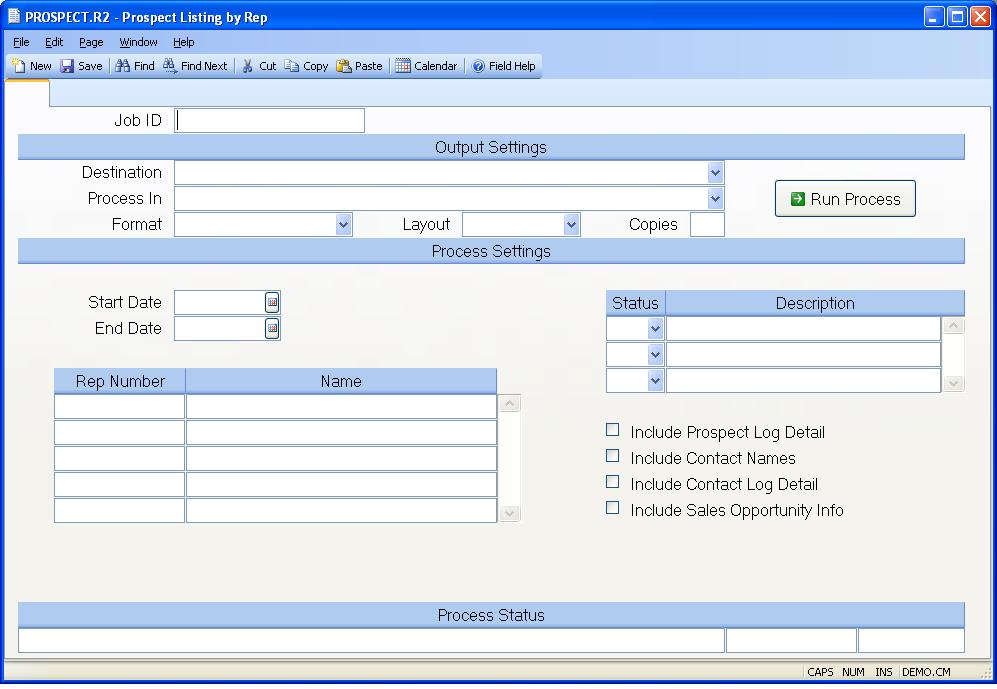 PROSPECT.R2 - Prospect Listing by Rep
File Edit Page Window Help
New Save Find Find Next Cut Copy Paste Calendar Field Help
Job ID
Output Settings
Destination
Process In
Run Process
Format Layout Copies
Process Settings
Start Date
Status Description
End Date
Rep Number Name
Include Prospect Log Detail
Include Contact Names
Include Contact Log Detail
Include Sales Opportunity Info
Process Status
CAPS NUM INS DEMO.CM